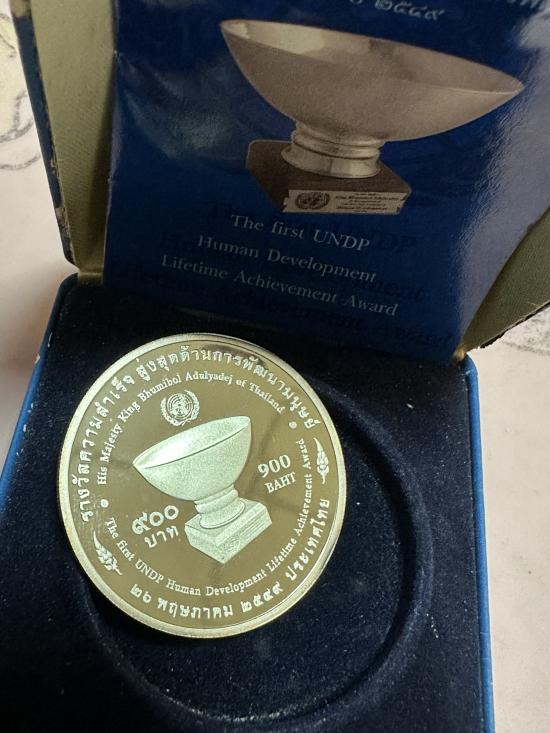 ๒๕๔๙
The first UNDP
Human Development
Lifetime Achievement Award
รางวัลความสำเร็จ สูงสุดด้านการพัฒนามนุษย์
His Majesty King Bhumibol Adulyadej of Thailand
๙๐๐
บาท
900
BAHT
The first UNDP Human Development Lifetime Achievement Award
๒๖ พฤษภาคม ๒๕๔๙ ประเทศไทย